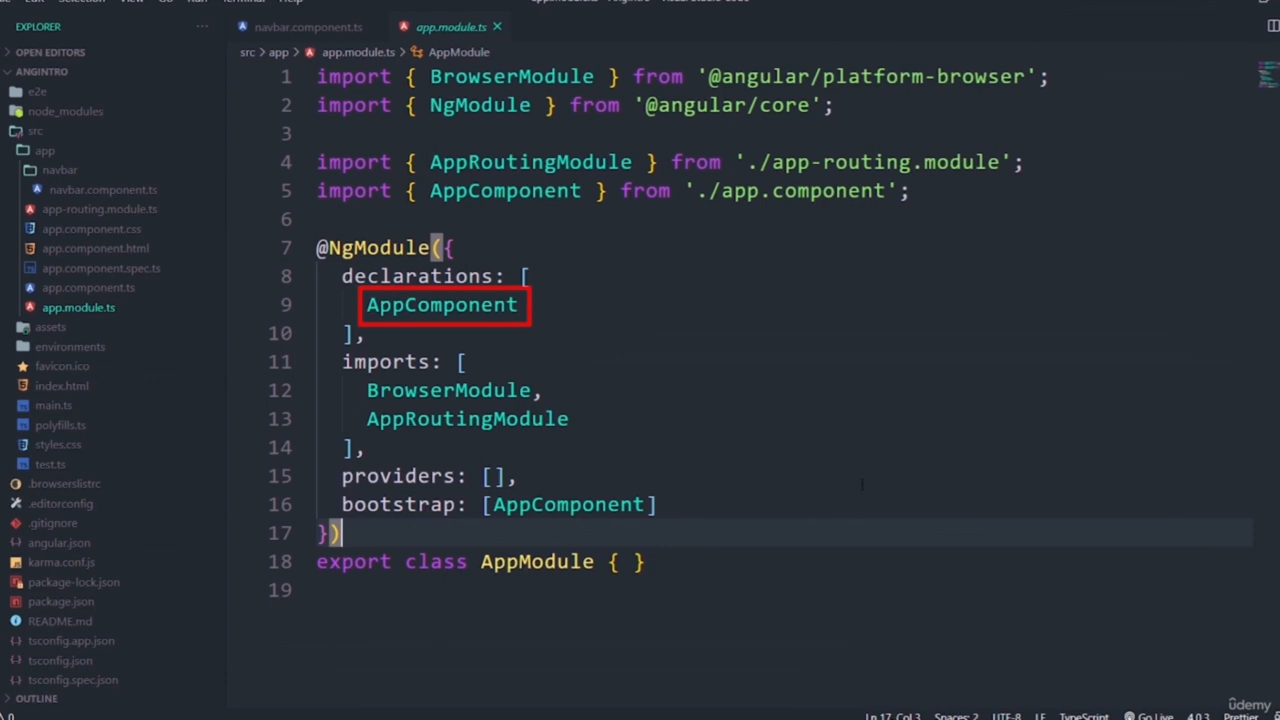 EXPLORER
navbar.component.ts
app.module.ts
OPEN EDITORS
src > app > app.module.ts > AppModule
ANGINTRO
e2e
node_modules
src
app
navbar
navbar.component.ts
app-routing.module.ts
app.component.css
app.component.html
app.component.spec.ts
app.component.ts
app.module.ts
assets
environments
favicon.ico
index.html
main.ts
polyfills.ts
styles.css
test.ts
.browserslistrc
.editorconfig
.gitignore
angular.json
karma.conf.js
package-lock.json
package.json
README.md
tsconfig.app.json
tsconfig.json
tsconfig.spec.json
OUTLINE
1 import { BrowserModule } from '@angular/platform-browser';
2 import { NgModule } from '@angular/core';
3
4 import { AppRoutingModule } from './app-routing.module';
5 import { AppComponent } from './app.component';
6
7 @NgModule({
8 declarations: [
9 AppComponent
10 ],
11 imports: [
12 BrowserModule,
13 AppRoutingModule
14 ],
15 providers: [],
16 bootstrap: [AppComponent]
17 })
18 export class AppModule { }
19
udemy
Ln 17, Col 3 Spaces: 2 UTF-8 LF TypeScript Go Live 4.0.3 Prettier